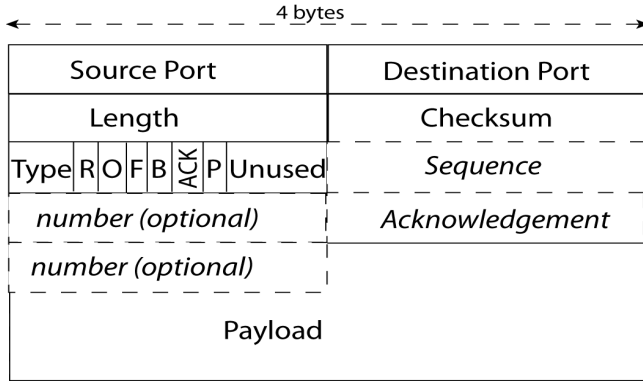 4 bytes
Source Port Destination Port
Length Checksum
Type R O F B ACK P Unused Sequence
number (optional) Acknowledgement
number (optional)
Payload